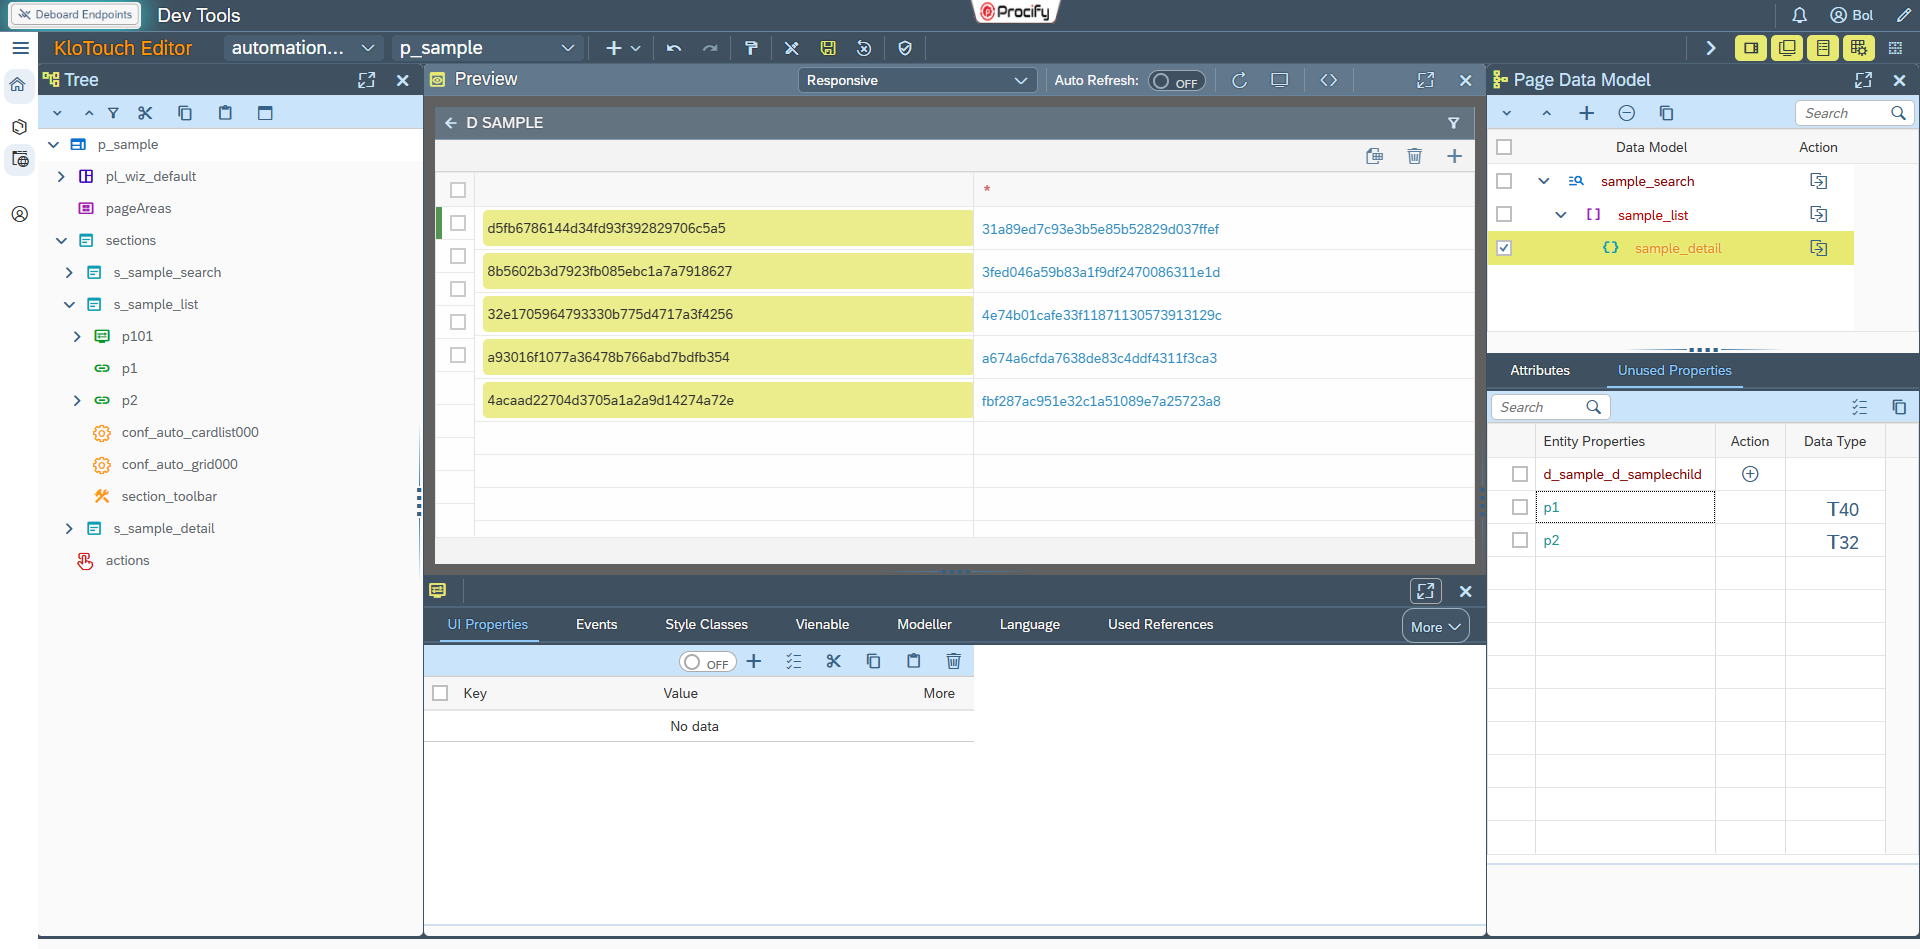 Deboard Endpoints
Dev Tools
Procify
Bol
KloTouch Editor
automation...
p_sample
Tree
Preview
Responsive
Auto Refresh:
OFF
Page Data Model
Search
p_sample
pl_wiz_default
pageAreas
sections
s_sample_search
s_sample_list
p101
p1
p2
conf_auto_cardlist000
conf_auto_grid000
section_toolbar
s_sample_detail
actions
D SAMPLE
*
d5fb6786144d34fd93f392829706c5a5
31a89ed7c93e3b5e85b52829d037ffef
8b5602b3d7923fb085ebc1a7a7918627
3fed046a59b83a1f9df2470086311e1d
32e1705964793330b775d4717a3f4256
4e74b01cafe33f11871130573913129c
a93016f1077a36478b766abd7bdfb354
a674a6cfda7638de83c4ddf4311f3ca3
4acaad22704d3705a1a2a9d14274a72e
fbf287ac951e32c1a51089e7a25723a8
UI Properties
Events
Style Classes
Vienable
Modeller
Language
Used References
More
OFF
Key
Value
More
No data
Data Model
Action
sample_search
sample_list
sample_detail
Attributes
Unused Properties
Search
Entity Properties
Action
Data Type
d_sample_d_samplechild
p1
T40
p2
T32